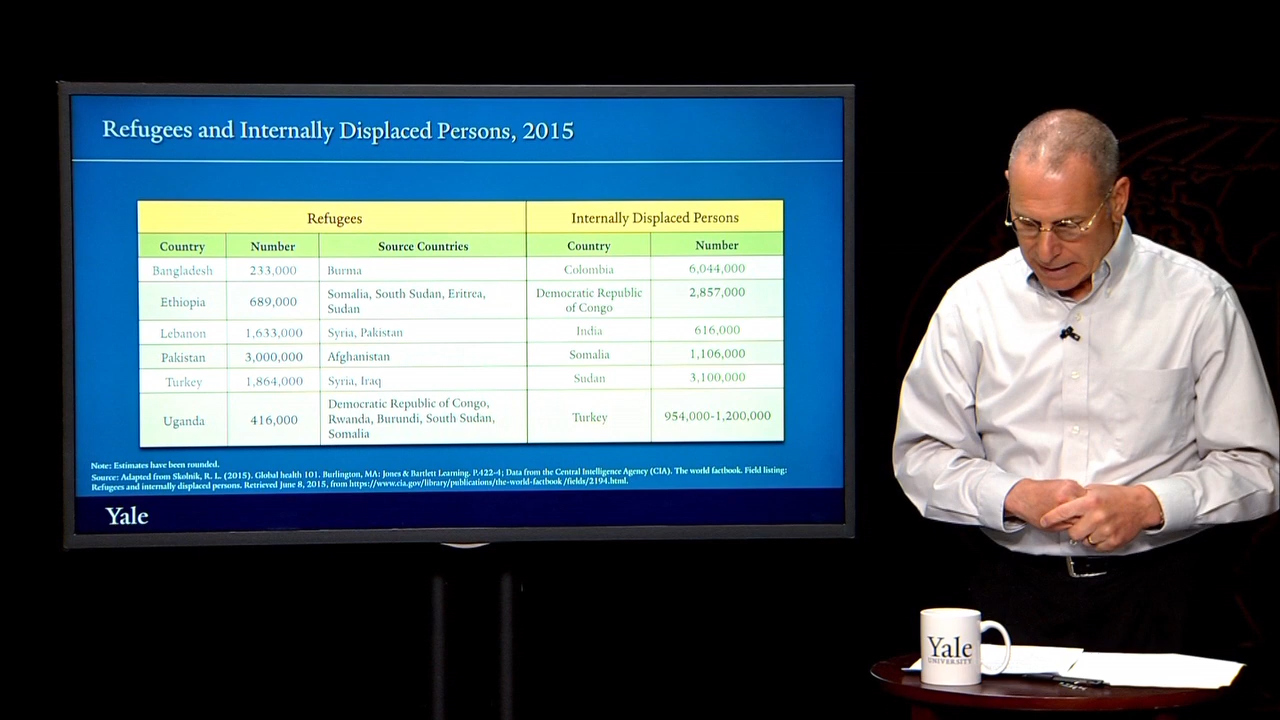 Refugees and Internally Displaced Persons, 2015
Refugees Internally Displaced Persons
Country Number Source Countries Country Number
Bangladesh 233,000 Burma Colombia 6,044,000
Ethiopia 689,000 Somalia, South Sudan, Eritrea, Sudan Democratic Republic of Congo 2,857,000
Lebanon 1,633,000 Syria, Pakistan India 616,000
Pakistan 3,000,000 Afghanistan Somalia 1,106,000
Turkey 1,864,000 Syria, Iraq Sudan 3,100,000
Uganda 416,000 Democratic Republic of Congo, Rwanda, Burundi, South Sudan, Somalia Turkey 954,000-1,200,000
Note: Estimates have been rounded.
Source: Adapted from Skolnik, R. L. (2015). Global health 101. Burlington, MA: Jones & Bartlett Learning. P.422-4; Data from the Central Intelligence Agency (CIA). The world factbook. Field listing:
Refugees and internally displaced persons. Retrieved June 8, 2015, from https://www.cia.gov/library/publications/the-world-factbook /fields/2194.html.
Yale
Yale
UNIVERSITY